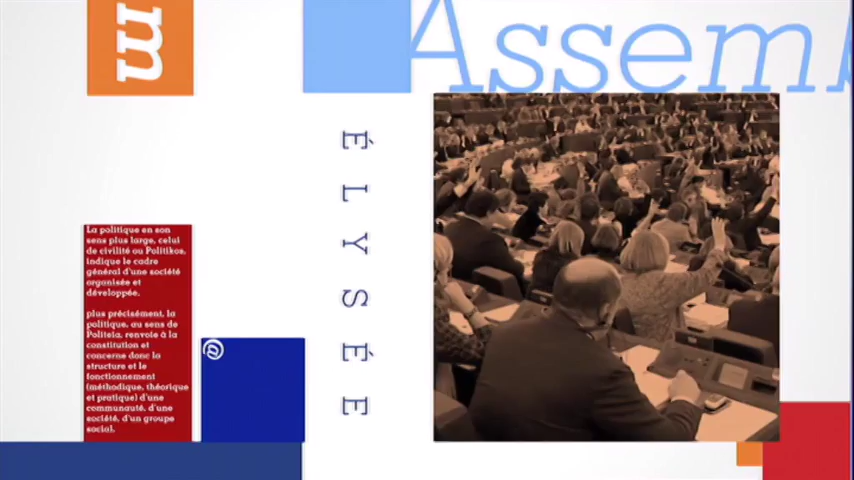 m
Assemb
ÉLYSÉE
La politique en son
sens plus large, celui
de civilité ou Politikos,
indique le cadre
général d'une société
organisée et
développée.
plus précisément, la
politique, au sens de
Politeia, renvoie à la
constitution et
concerne donc la
structure et le
fonctionnement
(méthodique, théorique
et pratique) d'une
communauté, d'une
société, d'un groupe
social.
@